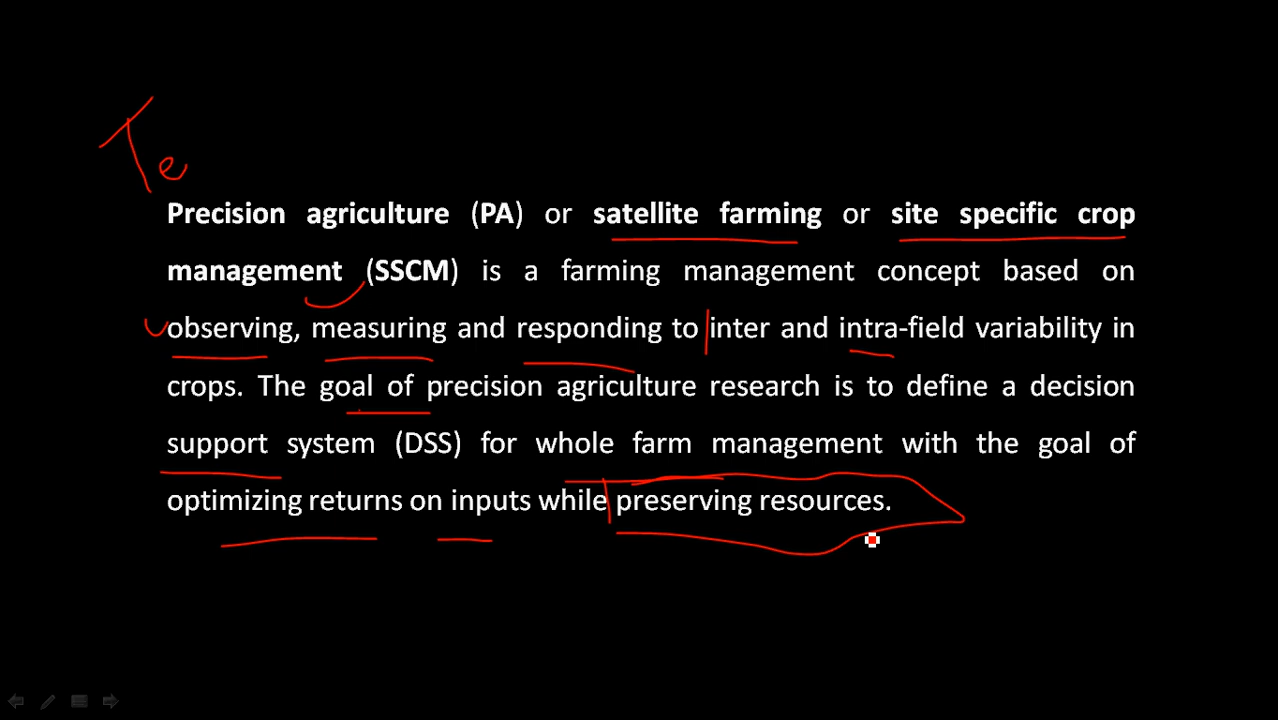 Te
Precision agriculture (PA) or satellite farming or site specific crop
management (SSCM) is a farming management concept based on
observing, measuring and responding to inter and intra-field variability in
crops. The goal of precision agriculture research is to define a decision
support system (DSS) for whole farm management with the goal of
optimizing returns on inputs while preserving resources.